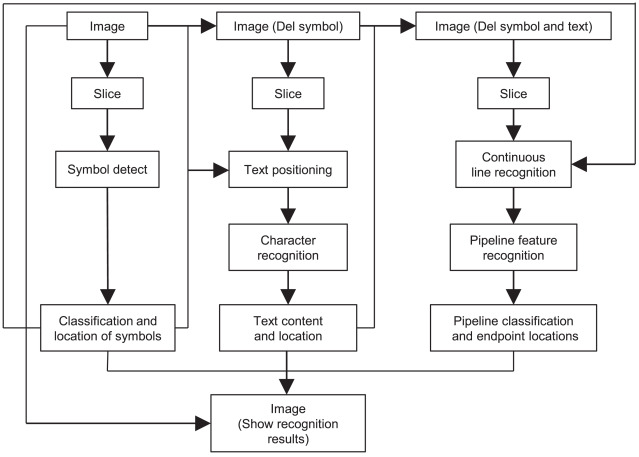 Image
Image (Del symbol)
Image (Del symbol and text)
Slice
Slice
Slice
Symbol detect
Text positioning
Continuous
line recognition
Character
recognition
Pipeline feature
recognition
Classification and
location of symbols
Text content
and location
Pipeline classification
and endpoint locations
Image
(Show recognition
results)